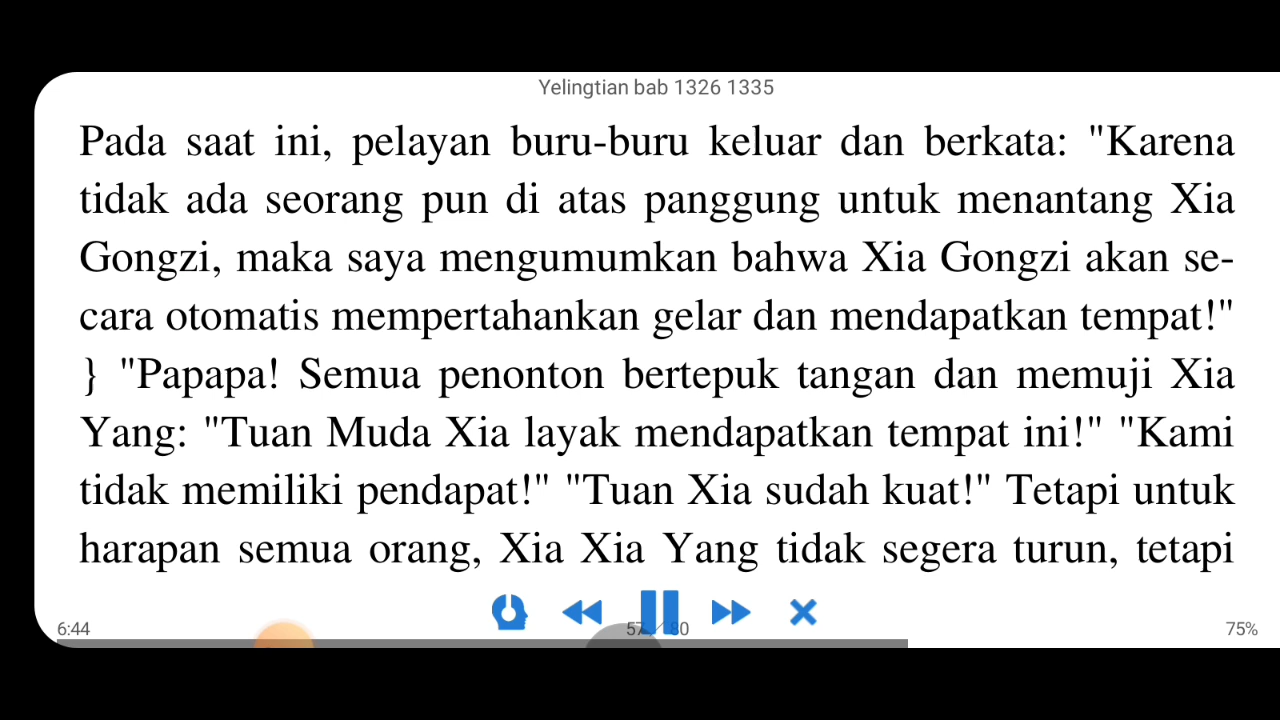 Yelingtian bab 1326 1335
Pada saat ini, pelayan buru-buru keluar dan berkata: "Karena
tidak ada seorang pun di atas panggung untuk menantang Xia
Gongzi, maka saya mengumumkan bahwa Xia Gongzi akan se-
cara otomatis mempertahankan gelar dan mendapatkan tempat!"
} "Papapa! Semua penonton bertepuk tangan dan memuji Xia
Yang: "Tuan Muda Xia layak mendapatkan tempat ini!" "Kami
tidak memiliki pendapat!" "Tuan Xia sudah kuat!" Tetapi untuk
harapan semua orang, Xia Xia Yang tidak segera turun, tetapi
6:44
57 / 80
75%